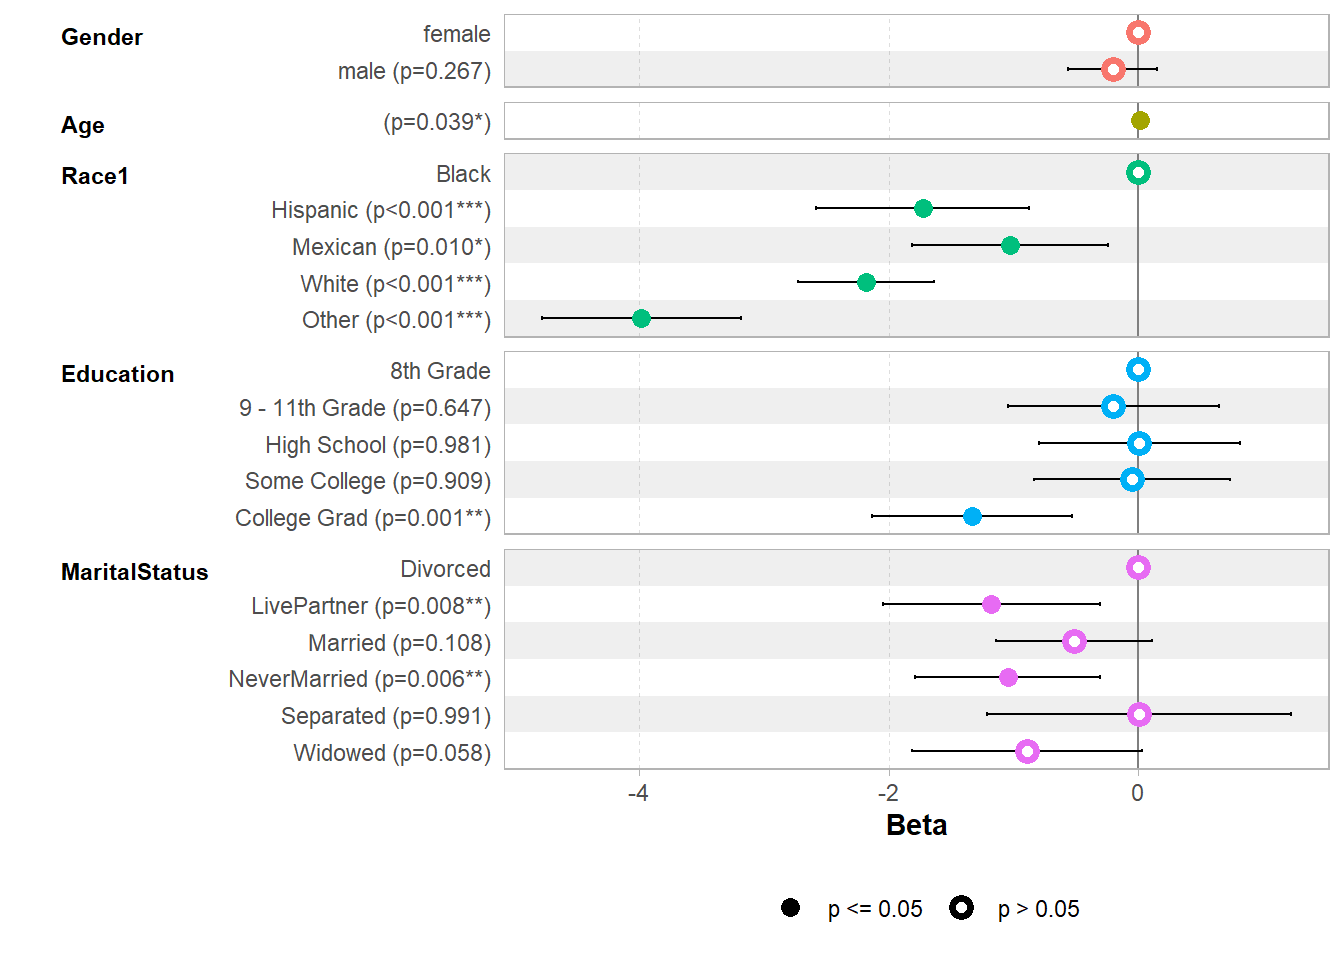 Gender female
male (p=0.267)
Age (p=0.039*)
Race1 Black
Hispanic (p<0.001***)
Mexican (p=0.010*)
White (p<0.001***)
Other (p<0.001***)
Education 8th Grade
9 - 11th Grade (p=0.647)
High School (p=0.981)
Some College (p=0.909)
College Grad (p=0.001**)
MaritalStatus Divorced
LivePartner (p=0.008**)
Married (p=0.108)
NeverMarried (p=0.006**)
Separated (p=0.991)
Widowed (p=0.058)
-4 -2 0
Beta
p <= 0.05 p > 0.05